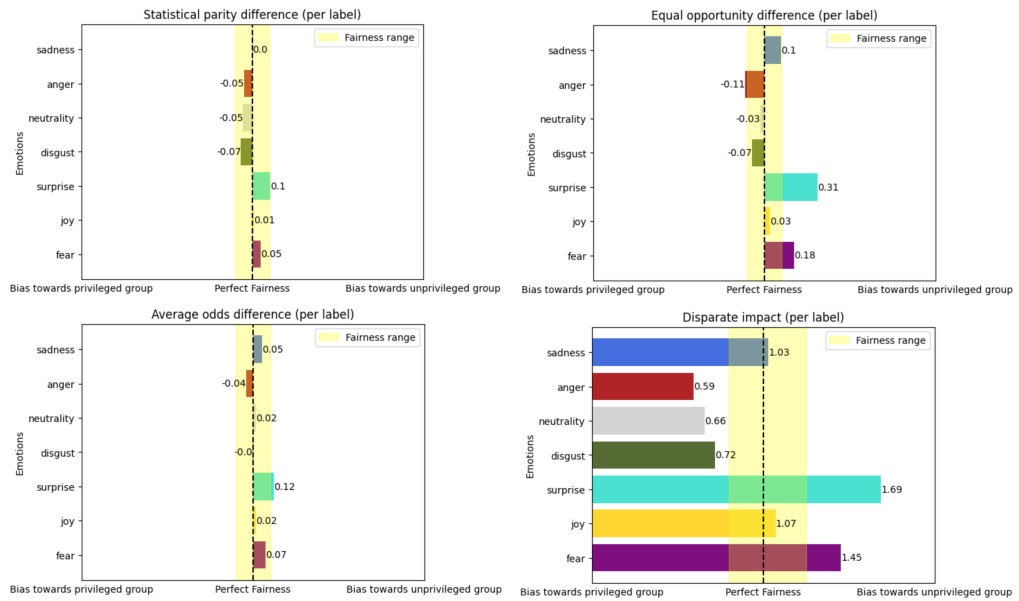 Statistical parity difference (per label)
Fairness range
Emotions
sadness
0.0
anger
-0.05
neutrality
-0.05
disgust
-0.07
surprise
0.1
joy
0.01
fear
0.05
Bias towards privileged group
Perfect Fairness
Bias towards unprivileged group
Equal opportunity difference (per label)
Fairness range
Emotions
sadness
0.1
anger
-0.11
neutrality
-0.03
disgust
-0.07
surprise
0.31
joy
0.03
fear
0.18
Bias towards privileged group
Perfect Fairness
Bias towards unprivileged group
Average odds difference (per label)
Fairness range
Emotions
sadness
0.05
anger
-0.04
neutrality
0.02
disgust
-0.0
surprise
0.12
joy
0.02
fear
0.07
Bias towards privileged group
Perfect Fairness
Bias towards unprivileged group
Disparate impact (per label)
Fairness range
Emotions
sadness
1.03
anger
0.59
neutrality
0.66
disgust
0.72
surprise
1.69
joy
1.07
fear
1.45
Bias towards privileged group
Perfect Fairness
Bias towards unprivileged group